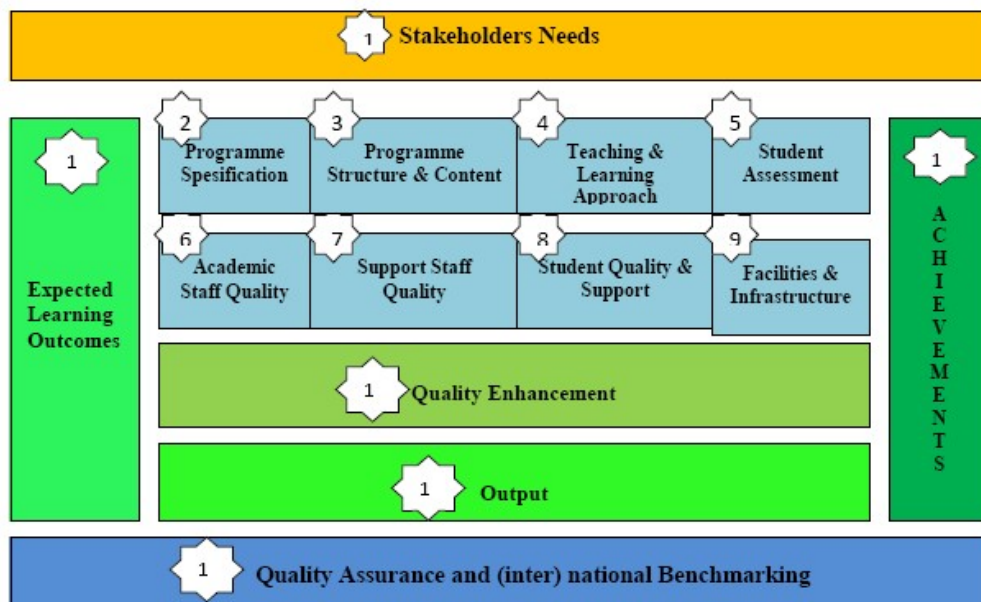 1 Stakeholders Needs
1
Expected
Learning
Outcomes
2
Programme
Spesification
3
Programme
Structure & Content
4
Teaching &
Learning
Approach
5
Student
Assessment
6
Academic
Staff Quality
7
Support Staff
Quality
8
Student Quality &
Support
9
Facilities &
Infrastructure
1 Quality Enhancement
1 Output
1
A
C
H
I
E
V
E
M
E
N
T
S
1 Quality Assurance and (inter) national Benchmarking